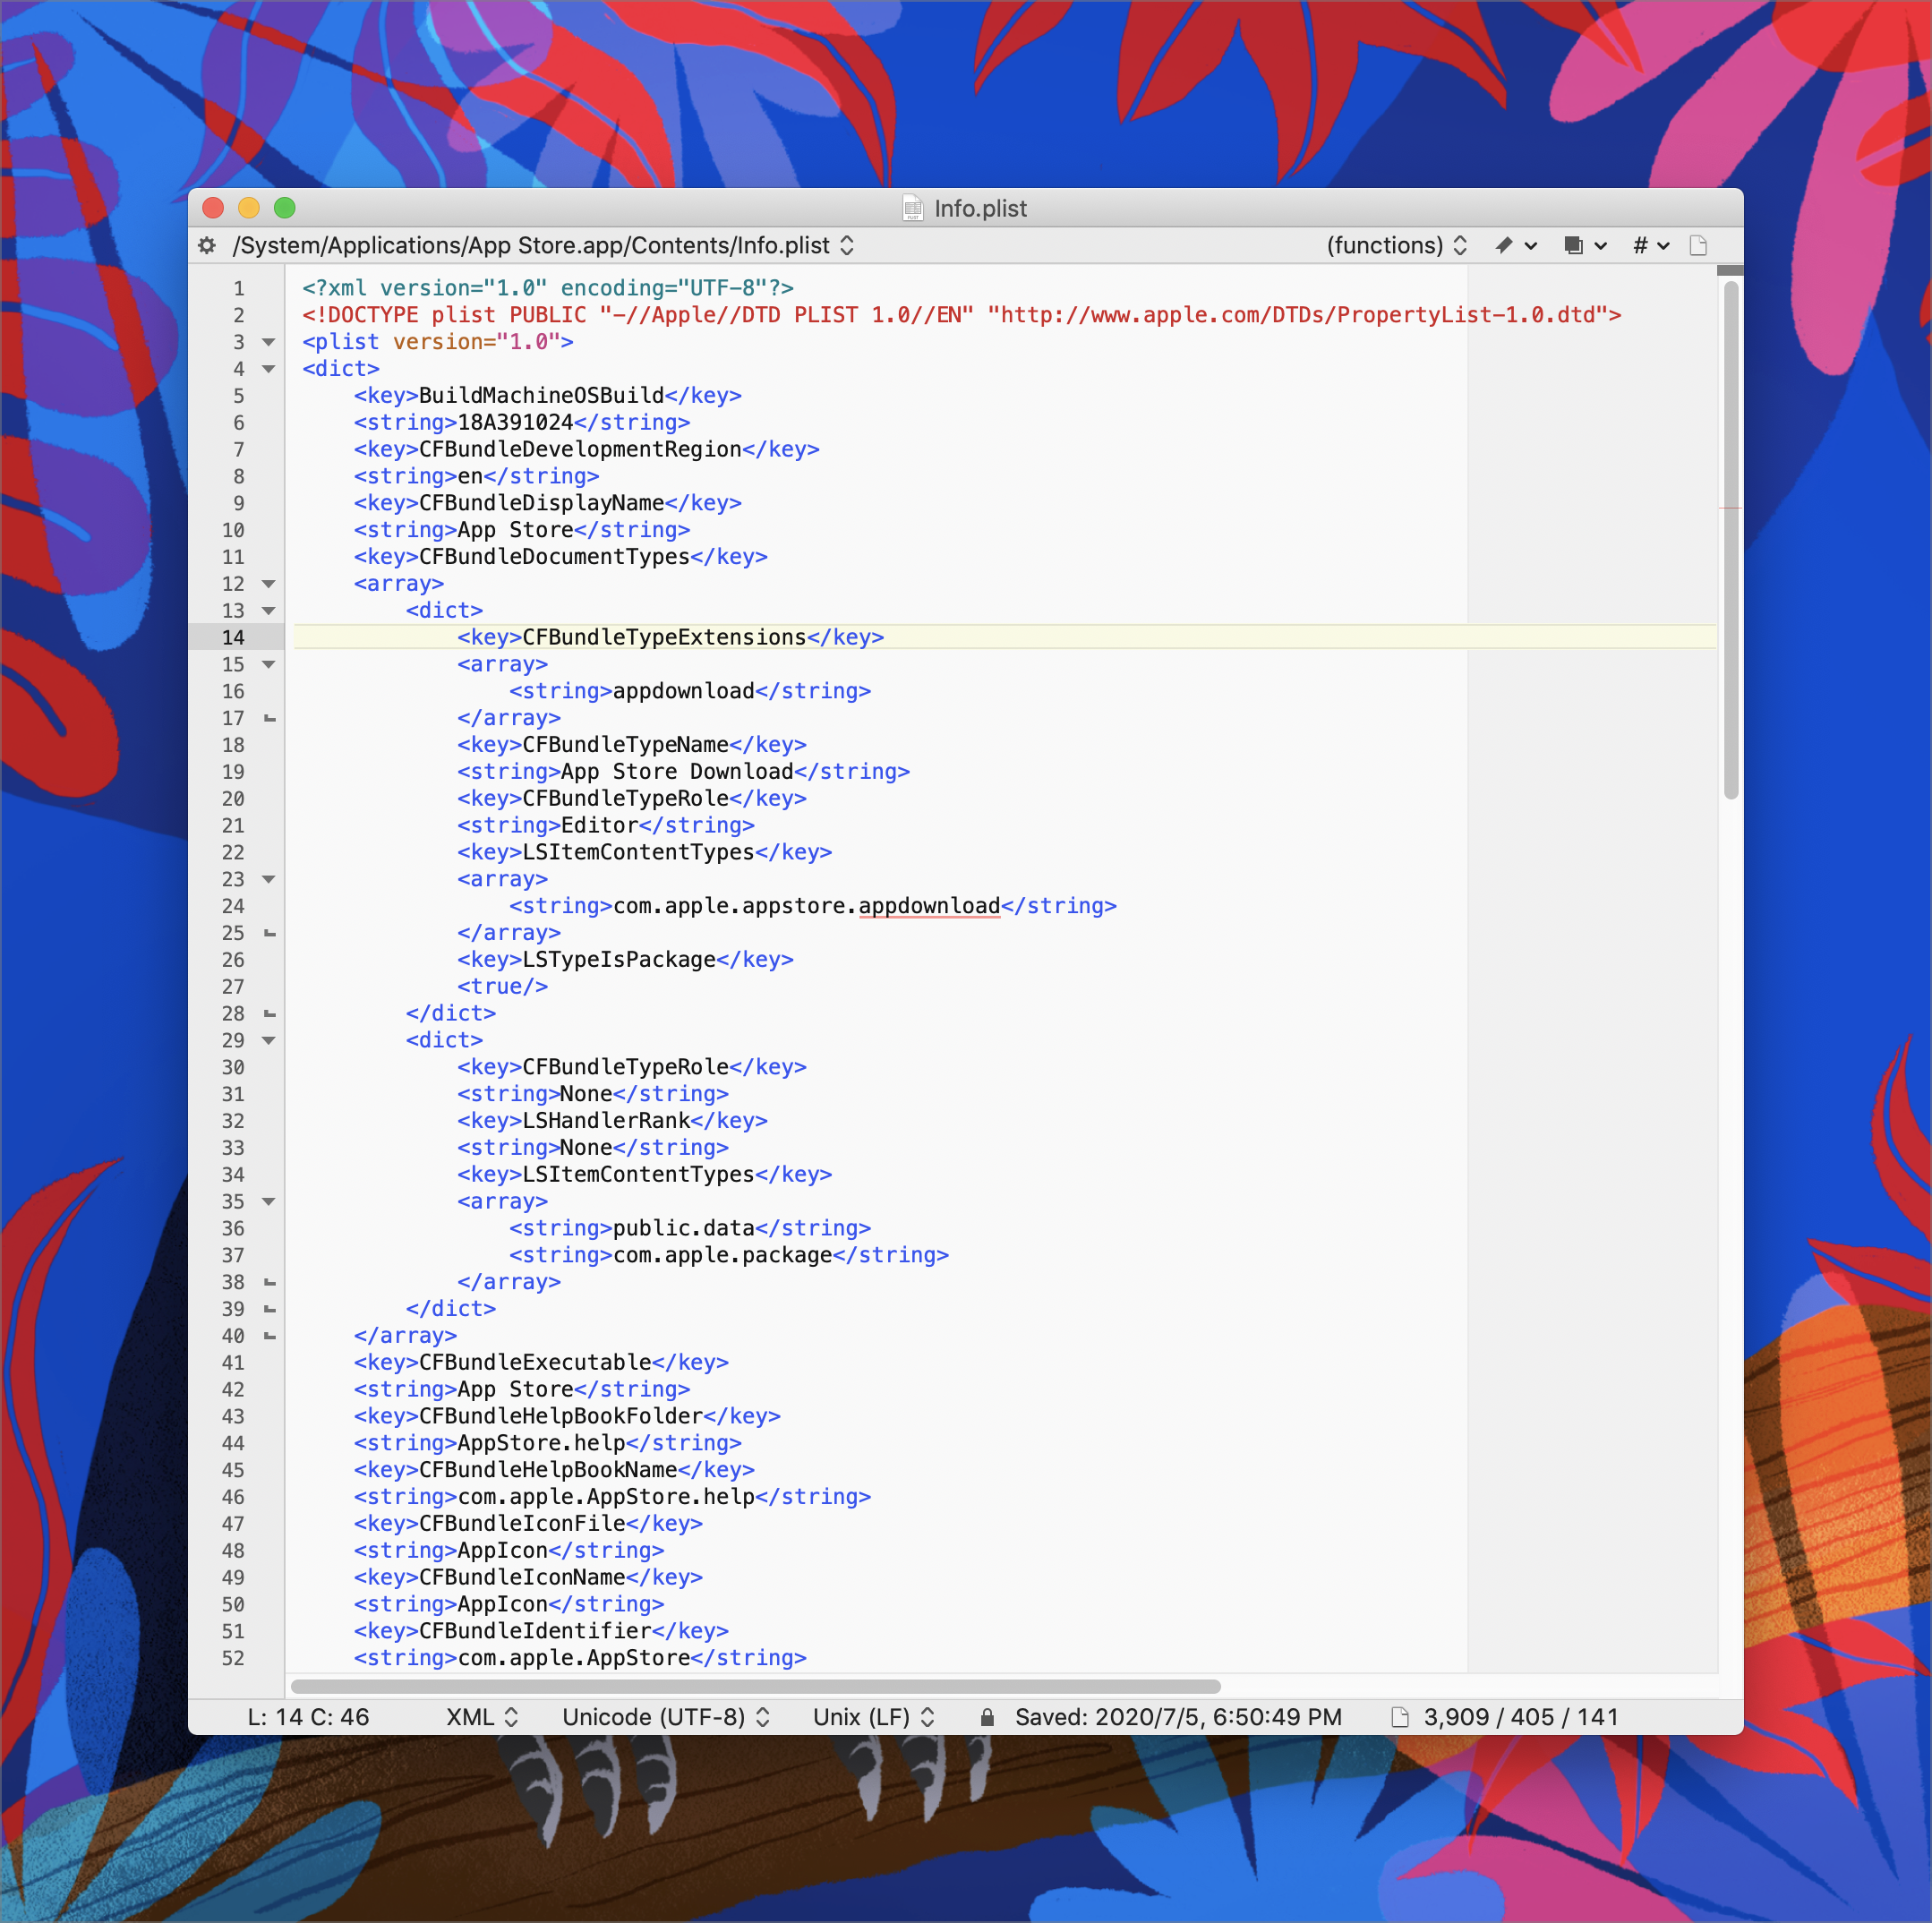 Info.plist
/System/Applications/App Store.app/Contents/Info.plist (functions) #
1 <?xml version="1.0" encoding="UTF-8"?>
2 <!DOCTYPE plist PUBLIC "-//Apple//DTD PLIST 1.0//EN" "http://www.apple.com/DTDs/PropertyList-1.0.dtd">
3 <plist version="1.0">
4 <dict>
5 <key>BuildMachineOSBuild</key>
6 <string>18A391024</string>
7 <key>CFBundleDevelopmentRegion</key>
8 <string>en</string>
9 <key>CFBundleDisplayName</key>
10 <string>App Store</string>
11 <key>CFBundleDocumentTypes</key>
12 <array>
13 <dict>
14 <key>CFBundleTypeExtensions</key>
15 <array>
16 <string>appdownload</string>
17 </array>
18 <key>CFBundleTypeName</key>
19 <string>App Store Download</string>
20 <key>CFBundleTypeRole</key>
21 <string>Editor</string>
22 <key>LSItemContentTypes</key>
23 <array>
24 <string>com.apple.appstore.appdownload</string>
25 </array>
26 <key>LSTypeIsPackage</key>
27 <true/>
28 </dict>
29 <dict>
30 <key>CFBundleTypeRole</key>
31 <string>None</string>
32 <key>LSHandlerRank</key>
33 <string>None</string>
34 <key>LSItemContentTypes</key>
35 <array>
36 <string>public.data</string>
37 <string>com.apple.package</string>
38 </array>
39 </dict>
40 </array>
41 <key>CFBundleExecutable</key>
42 <string>App Store</string>
43 <key>CFBundleHelpBookFolder</key>
44 <string>AppStore.help</string>
45 <key>CFBundleHelpBookName</key>
46 <string>com.apple.AppStore.help</string>
47 <key>CFBundleIconFile</key>
48 <string>AppIcon</string>
49 <key>CFBundleIconName</key>
50 <string>AppIcon</string>
51 <key>CFBundleIdentifier</key>
52 <string>com.apple.AppStore</string>
L: 14 C: 46 XML Unicode (UTF-8) Unix (LF) Saved: 2020/7/5, 6:50:49 PM 3,909 / 405 / 141